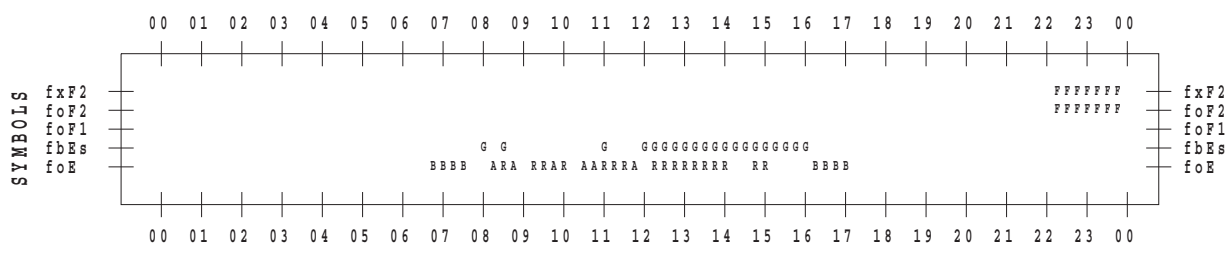 00 01 02 03 04 05 06 07 08 09 10 11 12 13 14 15 16 17 18 19 20 21 22 23 00
SYMBOLS
fxF2 FFFFFFF fxF2
foF2 FFFFFFF foF2
foF1 foF1
fbEs G G G GGGGGGGGGGGGGGGGG fbEs
foE BBBB ARA RRAR AARRRA RRRRRRRR RR BBBB foE
00 01 02 03 04 05 06 07 08 09 10 11 12 13 14 15 16 17 18 19 20 21 22 23 00